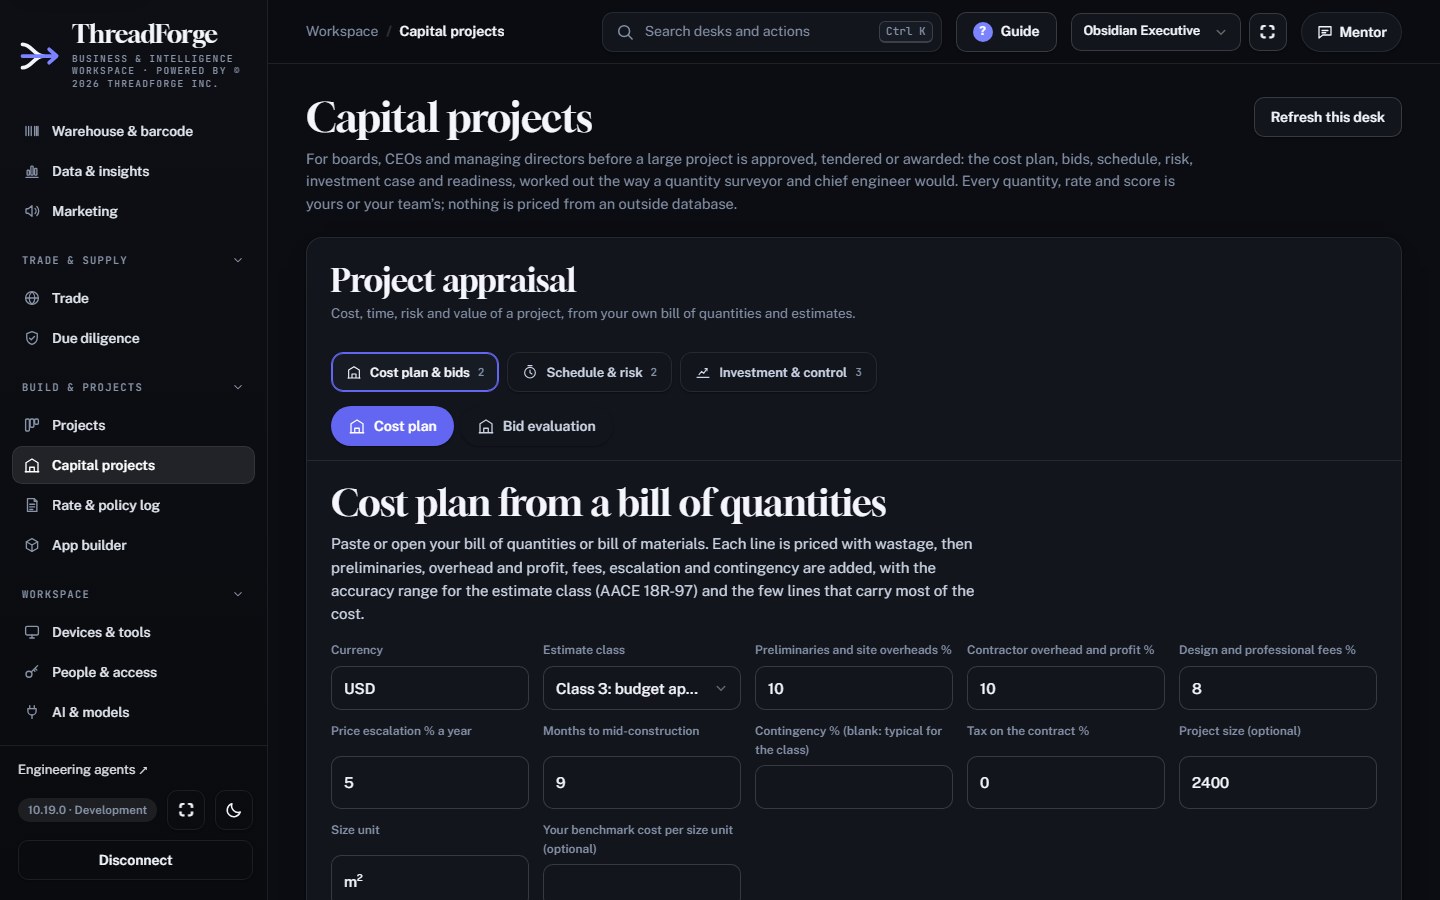 ThreadForge
BUSINESS & INTELLIGENCE
WORKSPACE · POWERED BY ©
2026 THREADFORGE INC.
Warehouse & barcode
Data & insights
Marketing
TRADE & SUPPLY
Trade
Due diligence
BUILD & PROJECTS
Projects
Capital projects
Rate & policy log
App builder
WORKSPACE
Devices & tools
People & access
AI & models
Engineering agents ↗
10.19.0 · Development
Disconnect
Workspace / Capital projects
Search desks and actions
Ctrl K
? Guide
Obsidian Executive
Mentor
Capital projects
Refresh this desk
For boards, CEOs and managing directors before a large project is approved, tendered or awarded: the cost plan, bids, schedule, risk,
investment case and readiness, worked out the way a quantity surveyor and chief engineer would. Every quantity, rate and score is
yours or your team's; nothing is priced from an outside database.
Project appraisal
Cost, time, risk and value of a project, from your own bill of quantities and estimates.
Cost plan & bids 2
Schedule & risk 2
Investment & control 3
Cost plan
Bid evaluation
Cost plan from a bill of quantities
Paste or open your bill of quantities or bill of materials. Each line is priced with wastage, then
preliminaries, overhead and profit, fees, escalation and contingency are added, with the
accuracy range for the estimate class (AACE 18R-97) and the few lines that carry most of the
cost.
Currency
USD
Estimate class
Class 3: budget ap...
Preliminaries and site overheads %
10
Contractor overhead and profit %
10
Design and professional fees %
8
Price escalation % a year
5
Months to mid-construction
9
Contingency % (blank: typical for
the class)
Tax on the contract %
0
Project size (optional)
2400
Size unit
m²
Your benchmark cost per size unit
(optional)